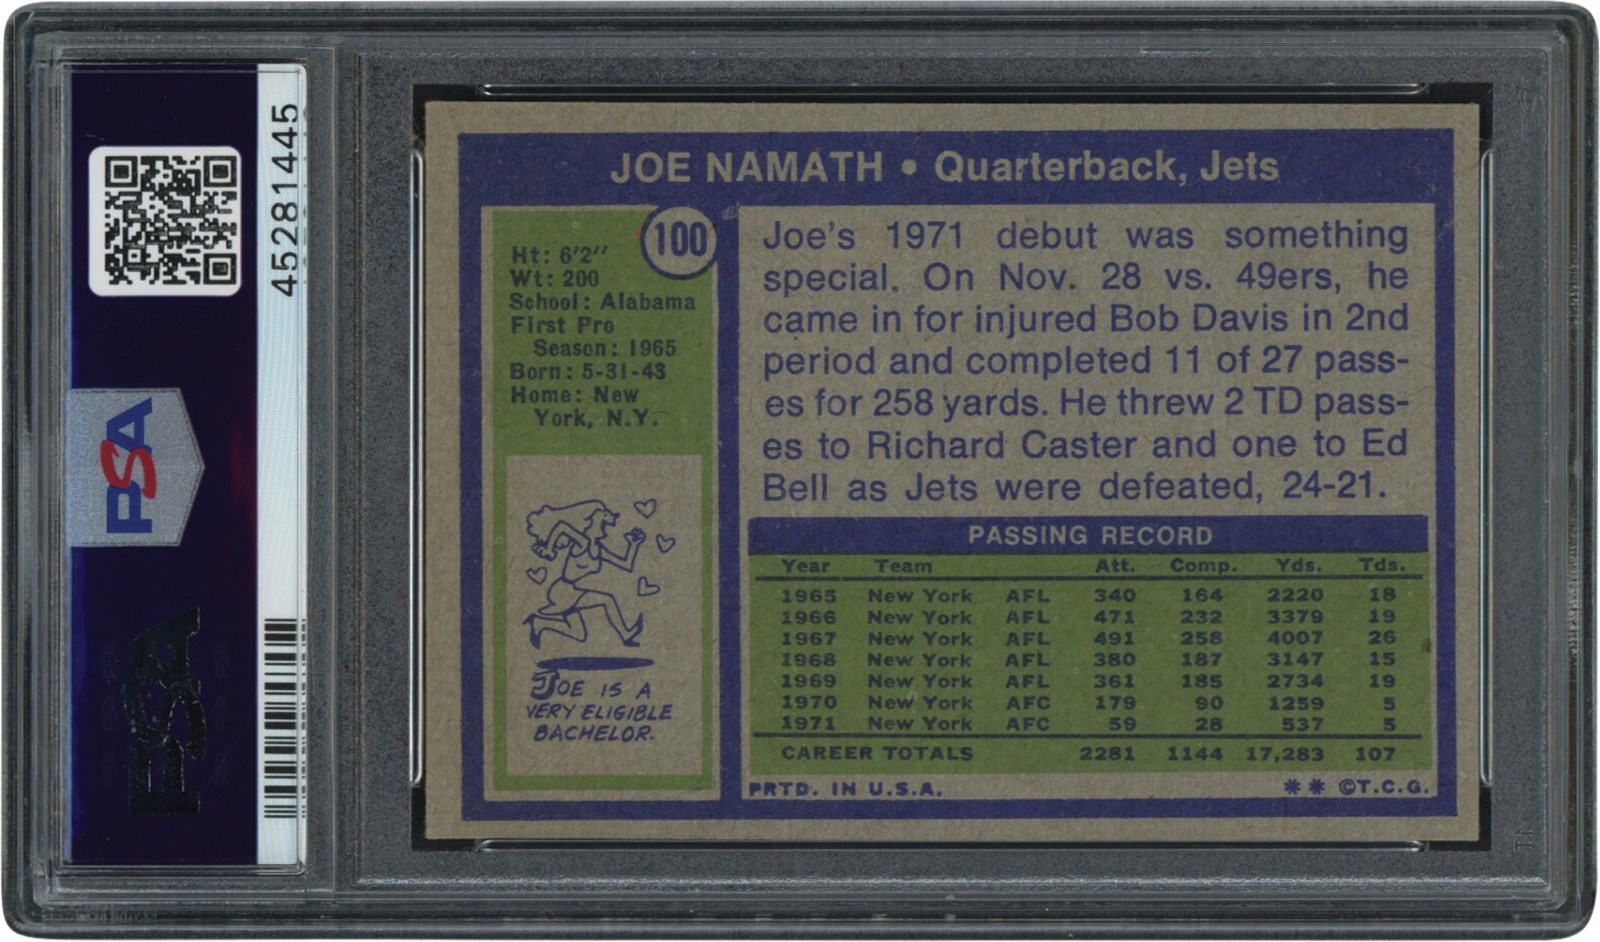 45281445
PSA
PSA
JOE NAMATH • Quarterback, Jets
100
Ht: 6'2''
Wt: 200
School: Alabama
First Pro
Season: 1965
Born: 5-31-43
Home: New
York, N.Y.
JOE IS A
VERY ELIGIBLE
BACHELOR.
Joe's 1971 debut was something
special. On Nov. 28 vs. 49ers, he
came in for injured Bob Davis in 2nd
period and completed 11 of 27 pass-
es for 258 yards. He threw 2 TD pass-
es to Richard Caster and one to Ed
Bell as Jets were defeated, 24-21.
PASSING RECORD
Year Team Att. Comp. Yds. Tds.
1965 New York AFL 340 164 2220 18
1966 New York AFL 471 232 3379 19
1967 New York AFL 491 258 4007 26
1968 New York AFL 380 187 3147 15
1969 New York AFL 361 185 2734 19
1970 New York AFC 179 90 1259 5
1971 New York AFC 59 28 537 5
CAREER TOTALS 2281 1144 17,283 107
PRTD. IN U.S.A. ** ©T.C.G.